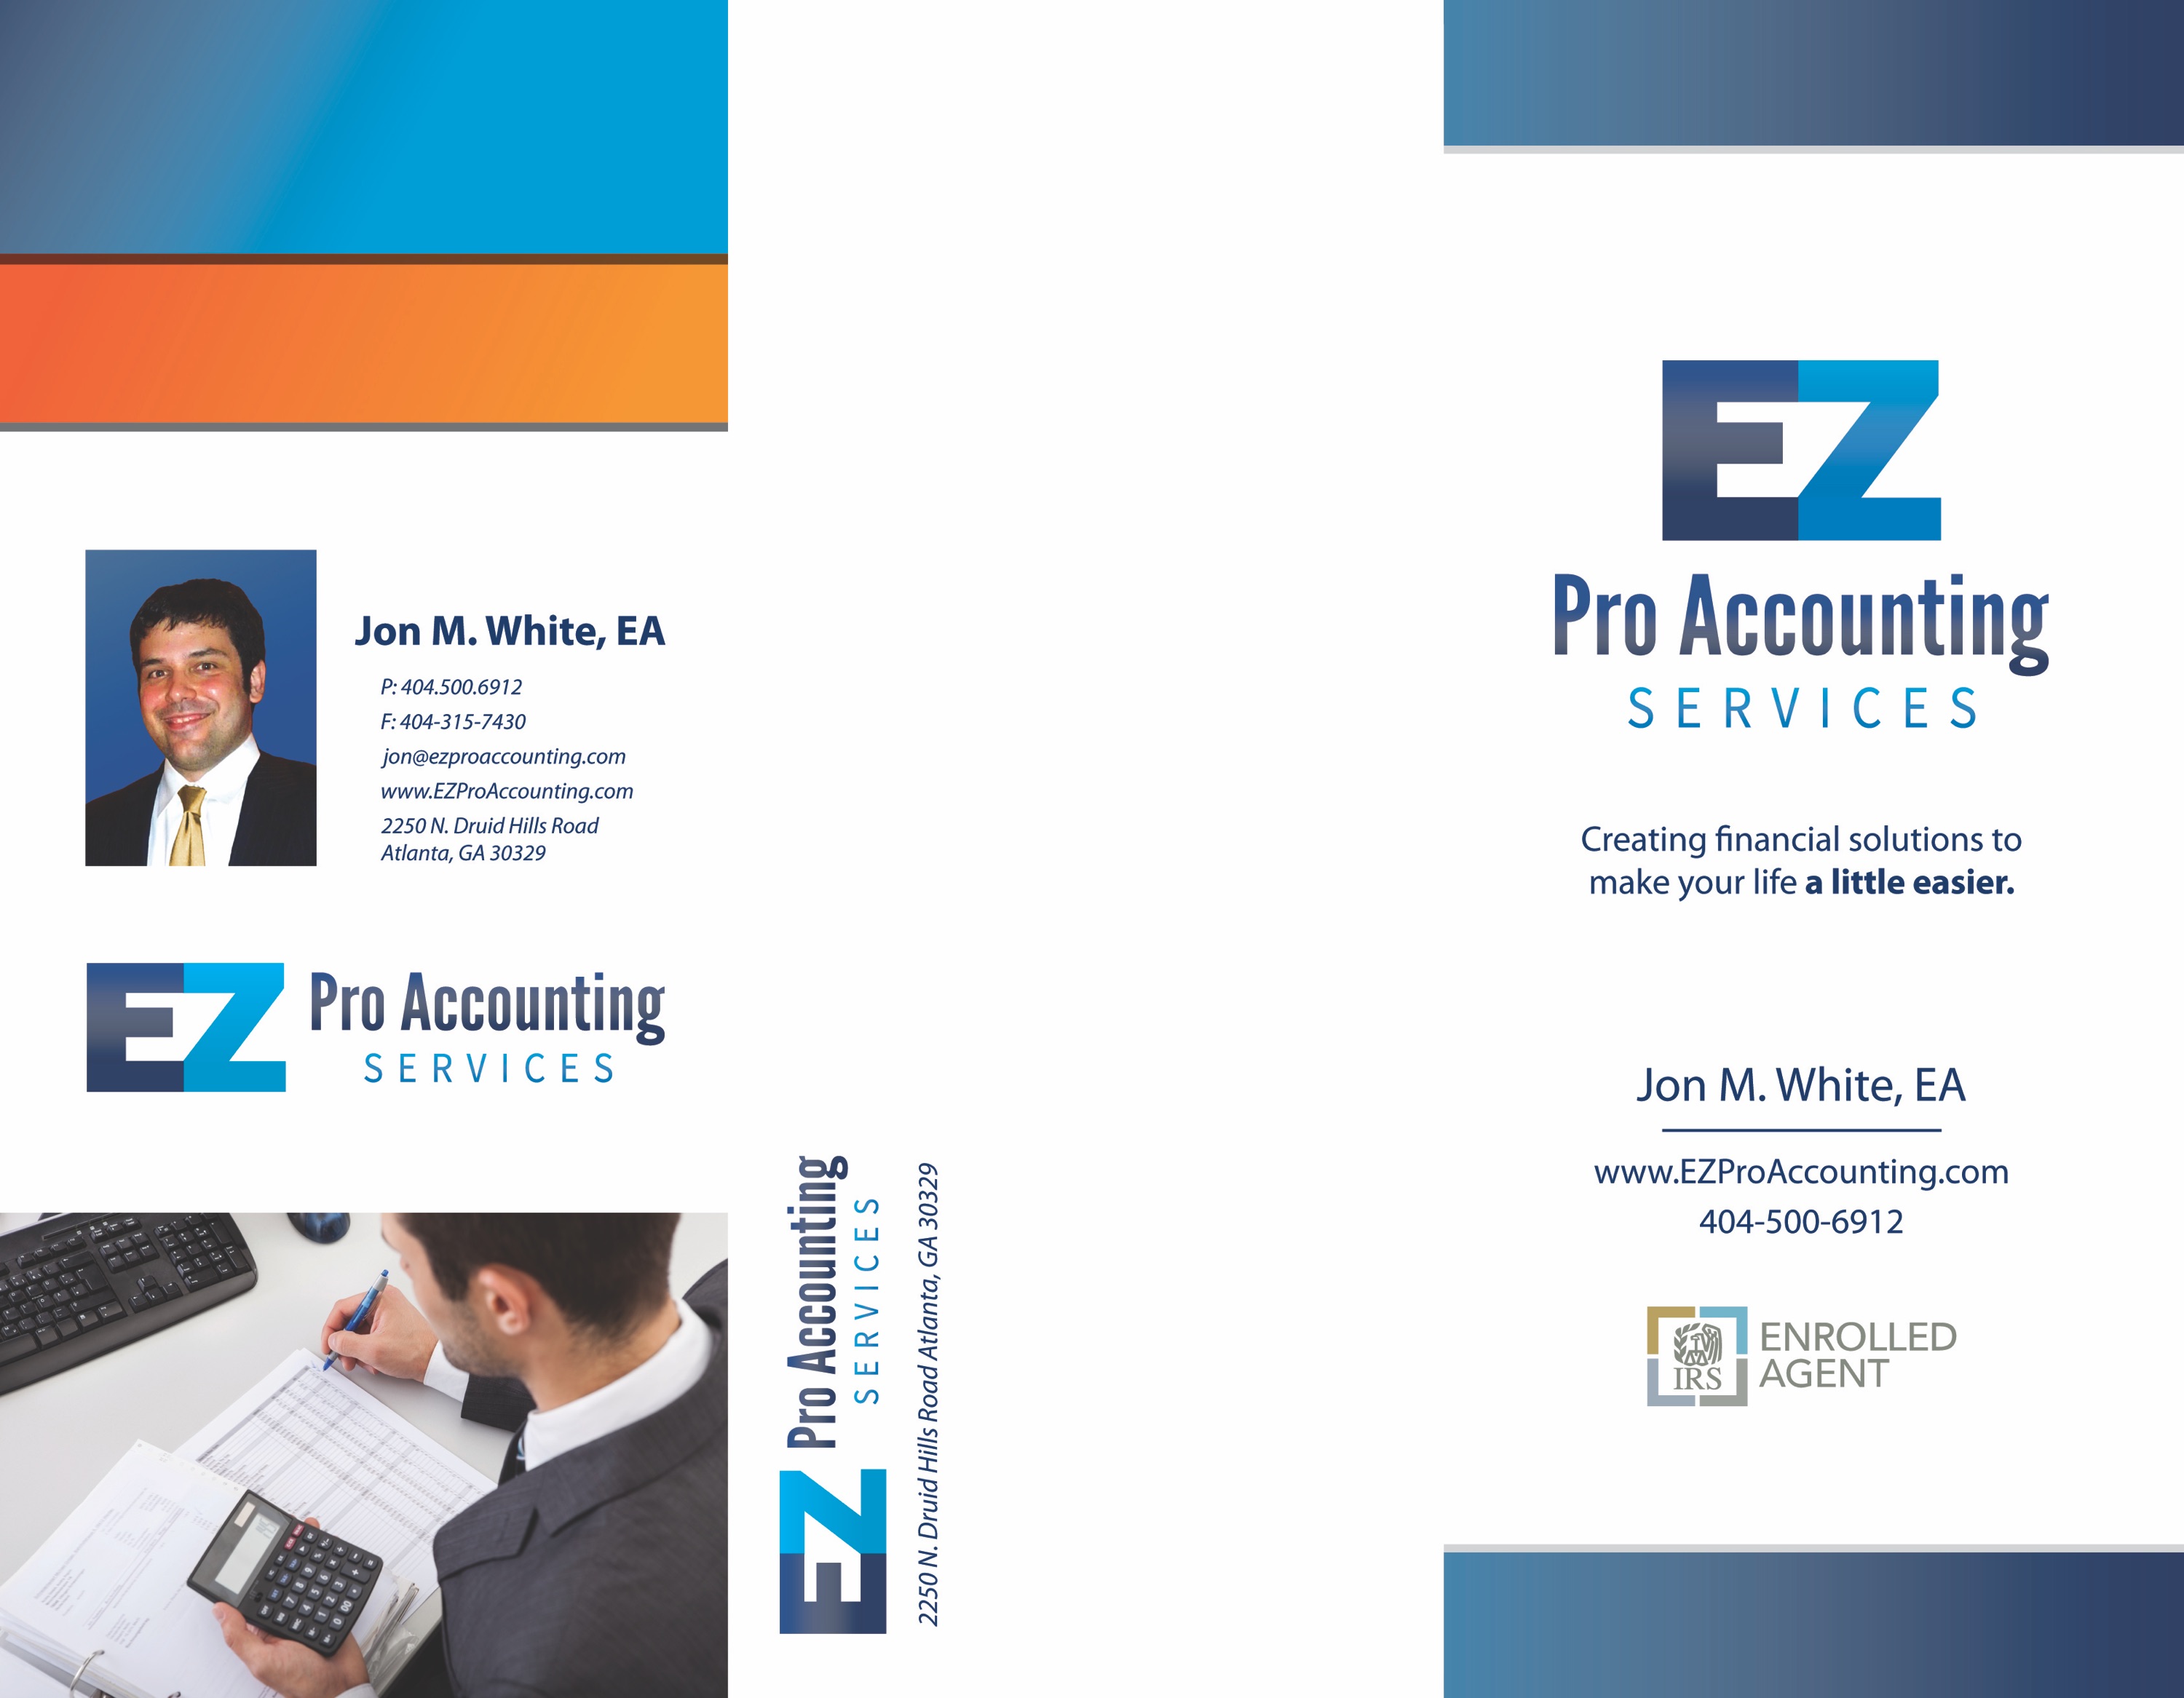 Jon M. White, EA
P: 404.500.6912
F: 404-315-7430
jon@ezproaccounting.com
www.EZProAccounting.com
2250 N. Druid Hills Road
Atlanta, GA 30329
EZ Pro Accounting
SERVICES
EZ Pro Accounting
SERVICES
2250 N. Druid Hills Road Atlanta, GA 30329
EZ
Pro Accounting
SERVICES
Creating financial solutions to
make your life a little easier.
Jon M. White, EA
www.EZProAccounting.com
404-500-6912
IRS
ENROLLED
AGENT